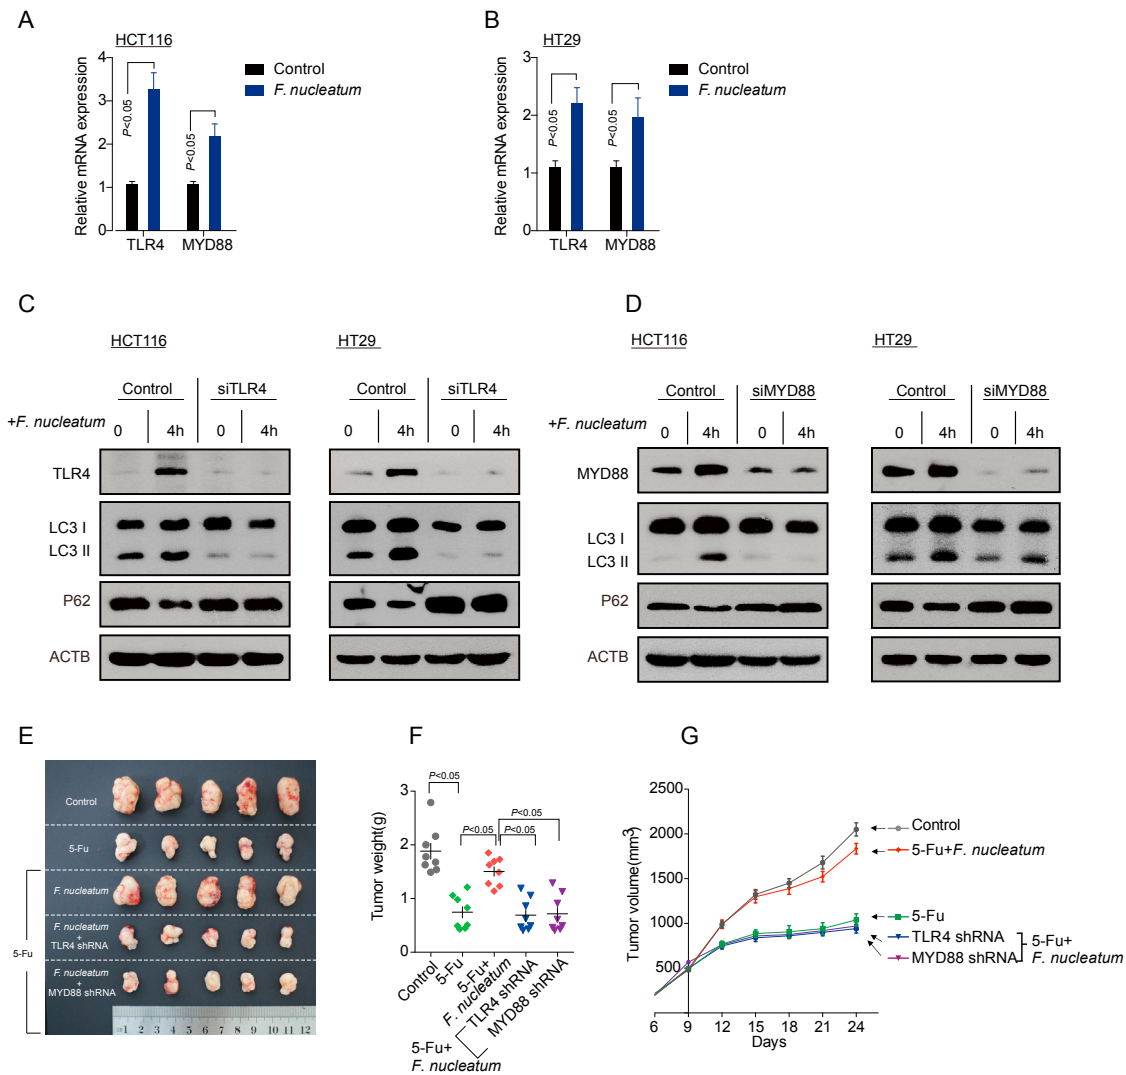 A
HCT116
Relative mRNA expression
4
3
2
1
0
P<0.05
P<0.05
TLR4 MYD88
Control
F. nucleatum
B
HT29
Relative mRNA expression
3
2
1
0
P<0.05
P<0.05
TLR4 MYD88
Control
F. nucleatum
C
HCT116 HT29
Control siTLR4 Control siTLR4
+F. nucleatum 0 4h 0 4h 0 4h 0 4h
TLR4
LC3 I
LC3 II
P62
ACTB
D
HCT116 HT29
Control siMYD88 Control siMYD88
+F. nucleatum 0 4h 0 4h 0 4h 0 4h
MYD88
LC3 I
LC3 II
P62
ACTB
E
Control
5-Fu
F. nucleatum
F. nucleatum
+
TLR4 shRNA
F. nucleatum
+
MYD88 shRNA
5-Fu
1 2 3 4 5 6 7 8 9 10 11 12
F
Tumor weight(g)
3
2
1
0
P<0.05
P<0.05
P<0.05
P<0.05
Control
5-Fu
5-Fu+
F. nucleatum
TLR4 shRNA
MYD88 shRNA
5-Fu+
F. nucleatum
G
Tumor volume(mm3)
2500
2000
1500
1000
500
6 9 12 15 18 21 24
Days
Control
5-Fu+F. nucleatum
5-Fu
TLR4 shRNA
MYD88 shRNA
5-Fu+
F. nucleatum